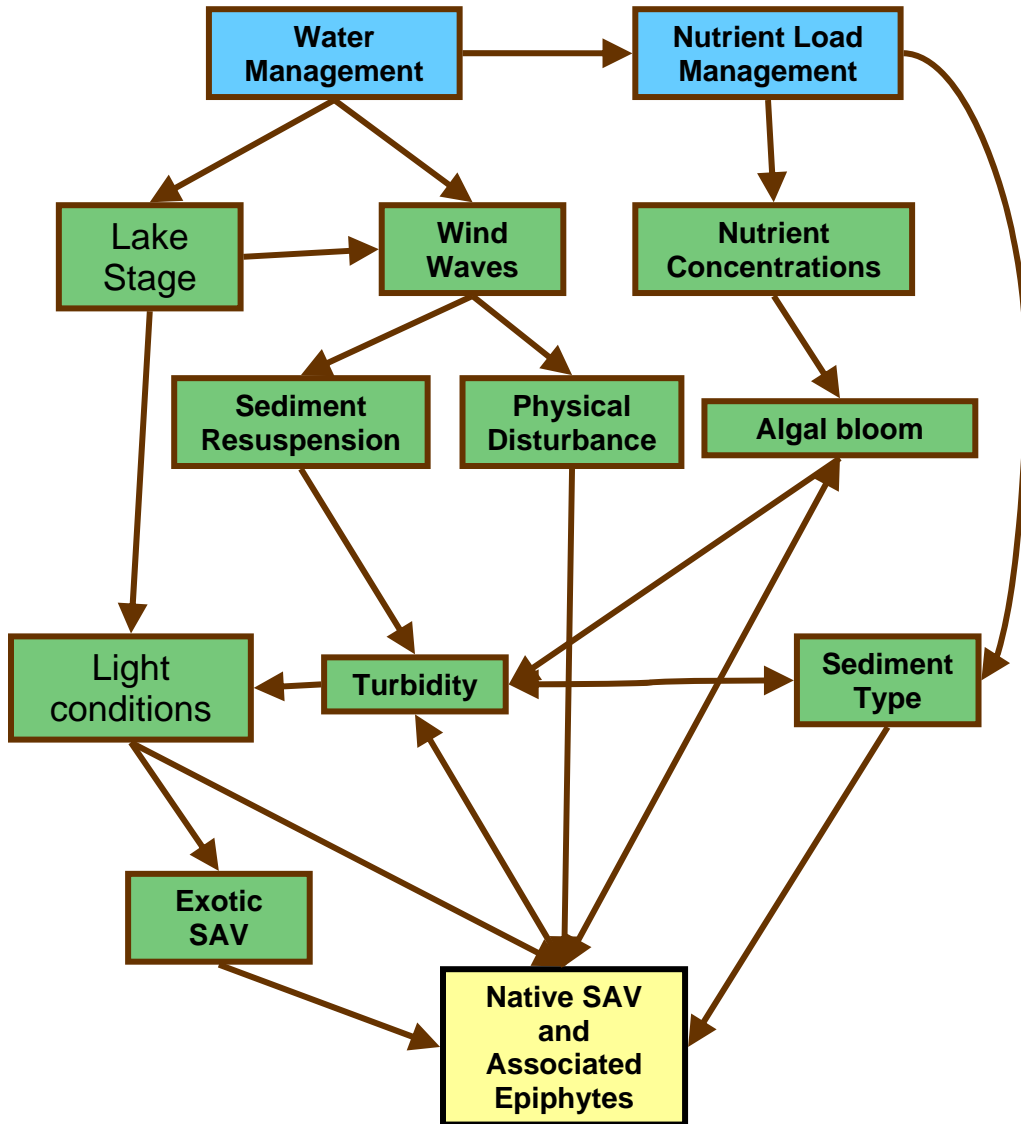 Water
Management
Nutrient Load
Management
Lake
Stage
Wind
Waves
Nutrient
Concentrations
Sediment
Resuspension
Physical
Disturbance
Algal bloom
Light
conditions
Turbidity
Sediment
Type
Exotic
SAV
Native SAV
and
Associated
Epiphytes